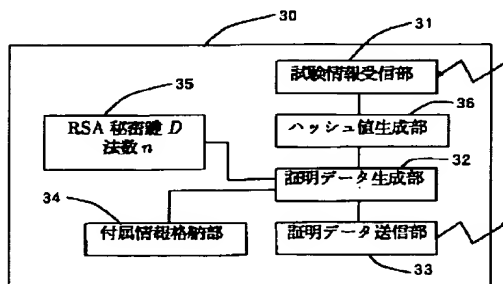 30
31
試験情報受信部
35
RSA 秘密鍵 D
法数 n
36
ハッシュ値生成部
32
証明データ生成部
34
付属情報格納部
証明データ送信部
33